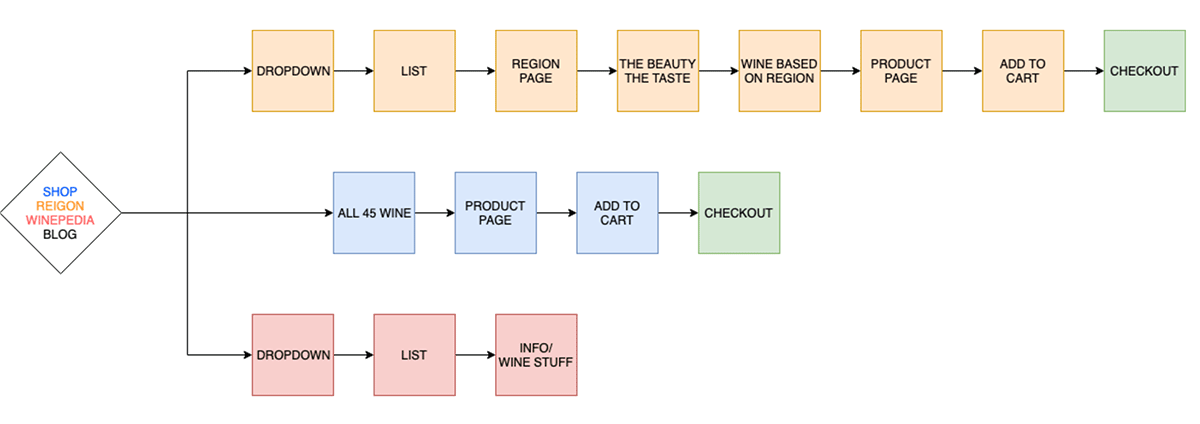 DROPDOWN
LIST
REGION
PAGE
THE BEAUTY
THE TASTE
WINE BASED
ON REGION
PRODUCT
PAGE
ADD TO
CART
CHECKOUT
SHOP
REIGON
WINEPEDIA
BLOG
ALL 45 WINE
PRODUCT
PAGE
ADD TO
CART
CHECKOUT
DROPDOWN
LIST
INFO/
WINE STUFF